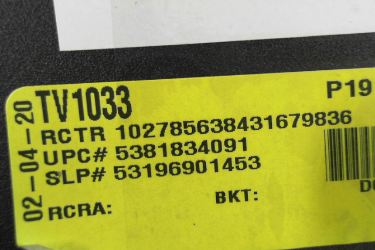 02-04-20
TV1033
P19
RCTR 102785638431679836
UPC# 5381834091
SLP# 53196901453
RCRA:
BKT: